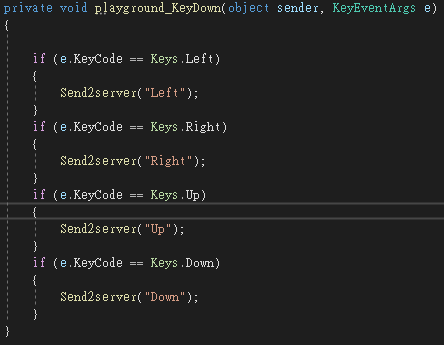 private void playground_KeyDown(object sender, KeyEventArgs e)
{
if (e.KeyCode == Keys.Left)
{
Send2server("Left");
}
if (e.KeyCode == Keys.Right)
{
Send2server("Right");
}
if (e.KeyCode == Keys.Up)
{
Send2server("Up");
}
if (e.KeyCode == Keys.Down)
{
Send2server("Down");
}
}